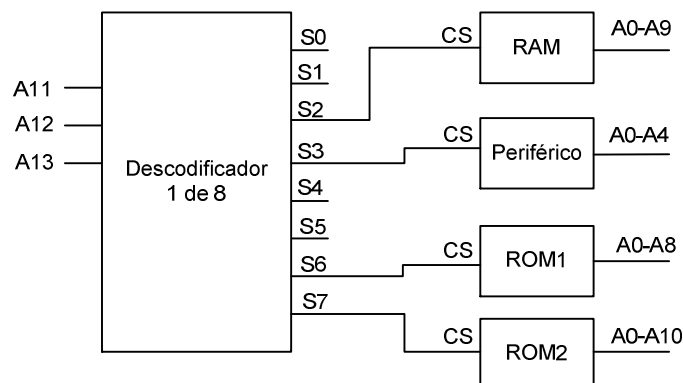 A11
A12
A13
Descodificador
1 de 8
S0
S1
S2
S3
S4
S5
S6
S7
CS
RAM
A0-A9
CS
Periférico
A0-A4
CS
ROM1
A0-A8
CS
ROM2
A0-A10